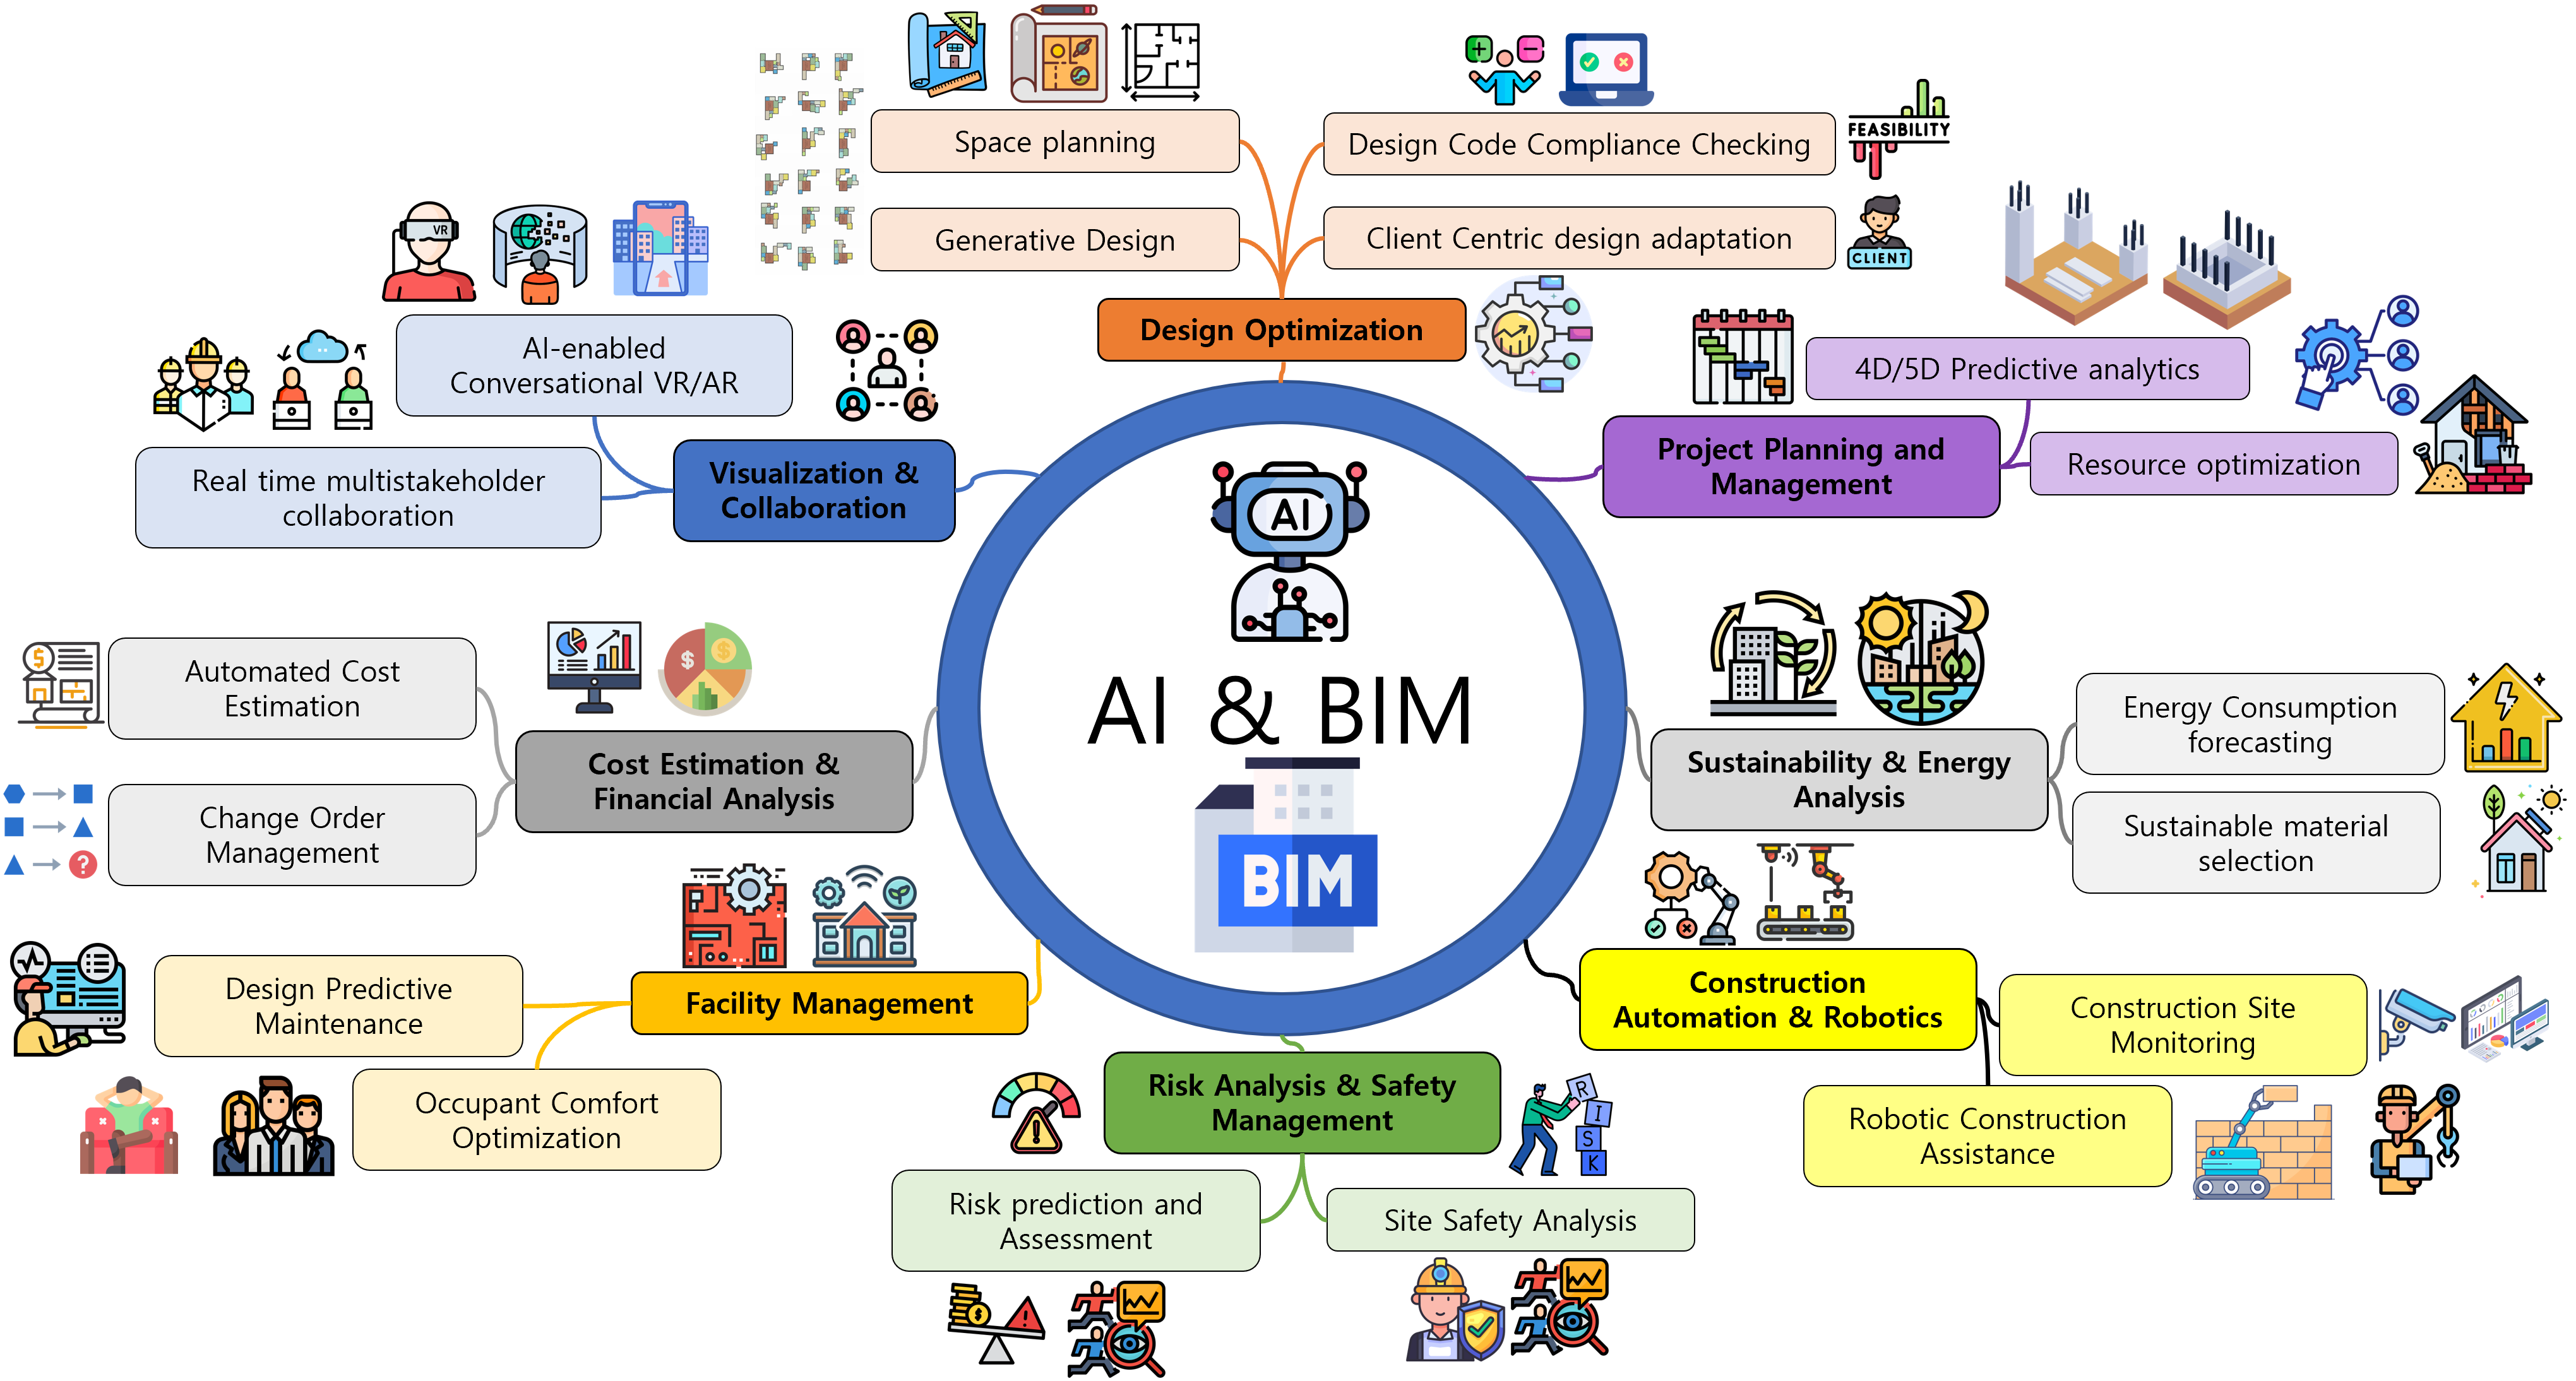 Space planning
Generative Design
Design Code Compliance Checking
FEASIBILITY
Client Centric design adaptation
CLIENT
Design Optimization
VR
AI-enabled
Conversational VR/AR
Real time multistakeholder
collaboration
Visualization &
Collaboration
4D/5D Predictive analytics
Resource optimization
Project Planning and
Management
AI
AI & BIM
BIM
Automated Cost
Estimation
Change Order
Management
Cost Estimation &
Financial Analysis
Sustainability & Energy
Analysis
Energy Consumption
forecasting
Sustainable material
selection
Design Predictive
Maintenance
Occupant Comfort
Optimization
Facility Management
Construction
Automation & Robotics
Construction Site
Monitoring
Robotic Construction
Assistance
Risk Analysis & Safety
Management
RISK
Risk prediction and
Assessment
Site Safety Analysis